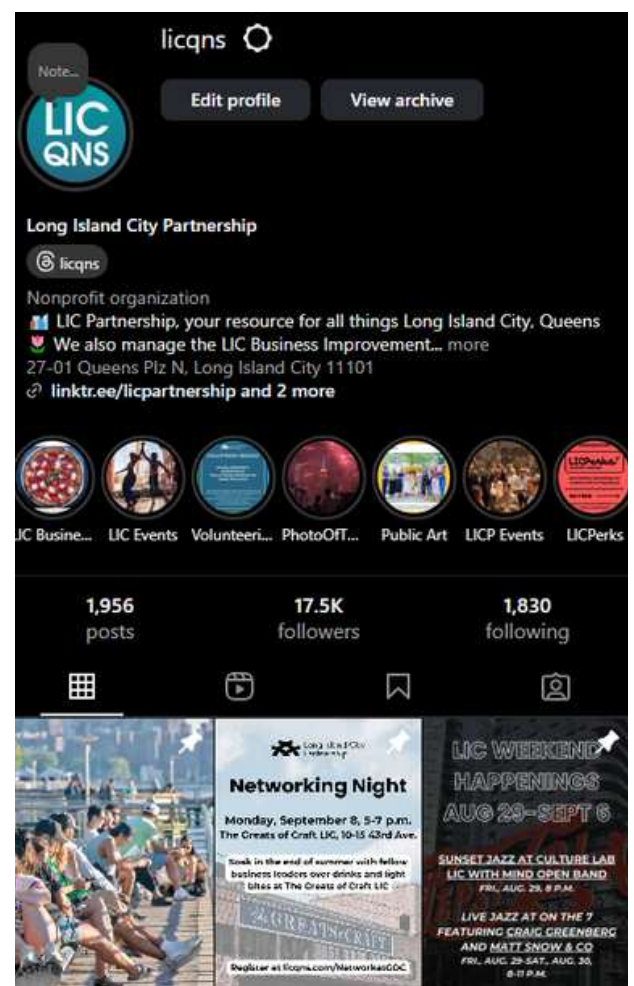 licqns
Note...
LIC
QNS
Edit profile
View archive
Long Island City Partnership
licqns
Nonprofit organization
LIC Partnership, your resource for all things Long Island City, Queens
We also manage the LIC Business Improvement... more
27-01 Queens Plz N, Long Island City 11101
linktr.ee/licpartnership and 2 more
LICPerks
LIC Busine...
LIC Events
Volunteeri...
PhotoOfT...
Public Art
LICP Events
LICPerks
1,956
posts
17.5K
followers
1,830
following
Long Island City
Partnership
Networking Night
Monday, September 8, 5-7 p.m.
The Greats of Craft LIC, 10-15 43rd Ave.
Soak in the end of summer with fellow
business leaders over drinks and light
bites at The Greats of Craft LIC
The GREATS of CRAFT
Register at licqns.com/NetworkatGOC
LIC WEEKEND
HAPPENINGS
AUG 29-SEPT 6
SUNSET JAZZ AT CULTURE LAB
LIC WITH MIND OPEN BAND
FRI., AUG. 29, 8 P.M.
LIVE JAZZ AT ON THE 7
FEATURING CRAIG GREENBERG
AND MATT SNOW & CO
FRI., AUG. 29-SAT., AUG. 30,
8-11 P.M.